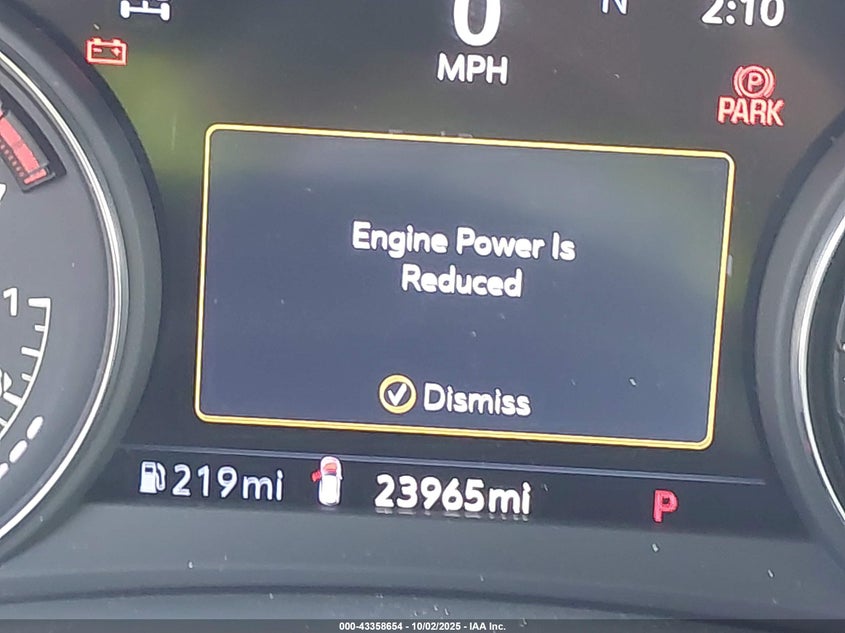 0
MPH
N
2:10
PARK
Engine Power Is
Reduced
Dismiss
1
219mi
23965mi
P
000-43358654 - 10/02/2025 - IAA Inc.